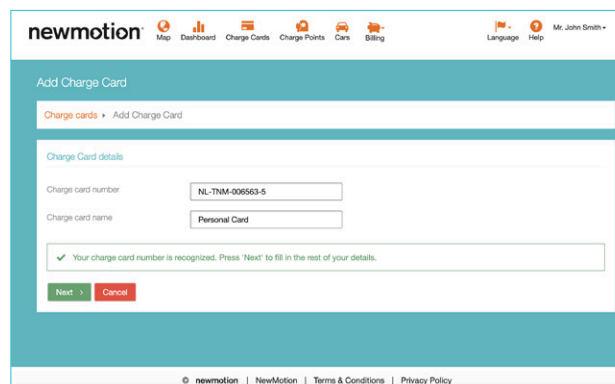 newmotion
Map Dashboard Charge Cards Charge Points Cars Billing Language Help Mr. John Smith
Add Charge Card
Charge cards Add Charge Card
Charge Card details
Charge card number NL-TNM-006563-5
Charge card name Personal Card
Your charge card number is recognized. Press 'Next' to fill in the rest of your details.
Next > Cancel
© newmotion | NewMotion | Terms & Conditions | Privacy Policy